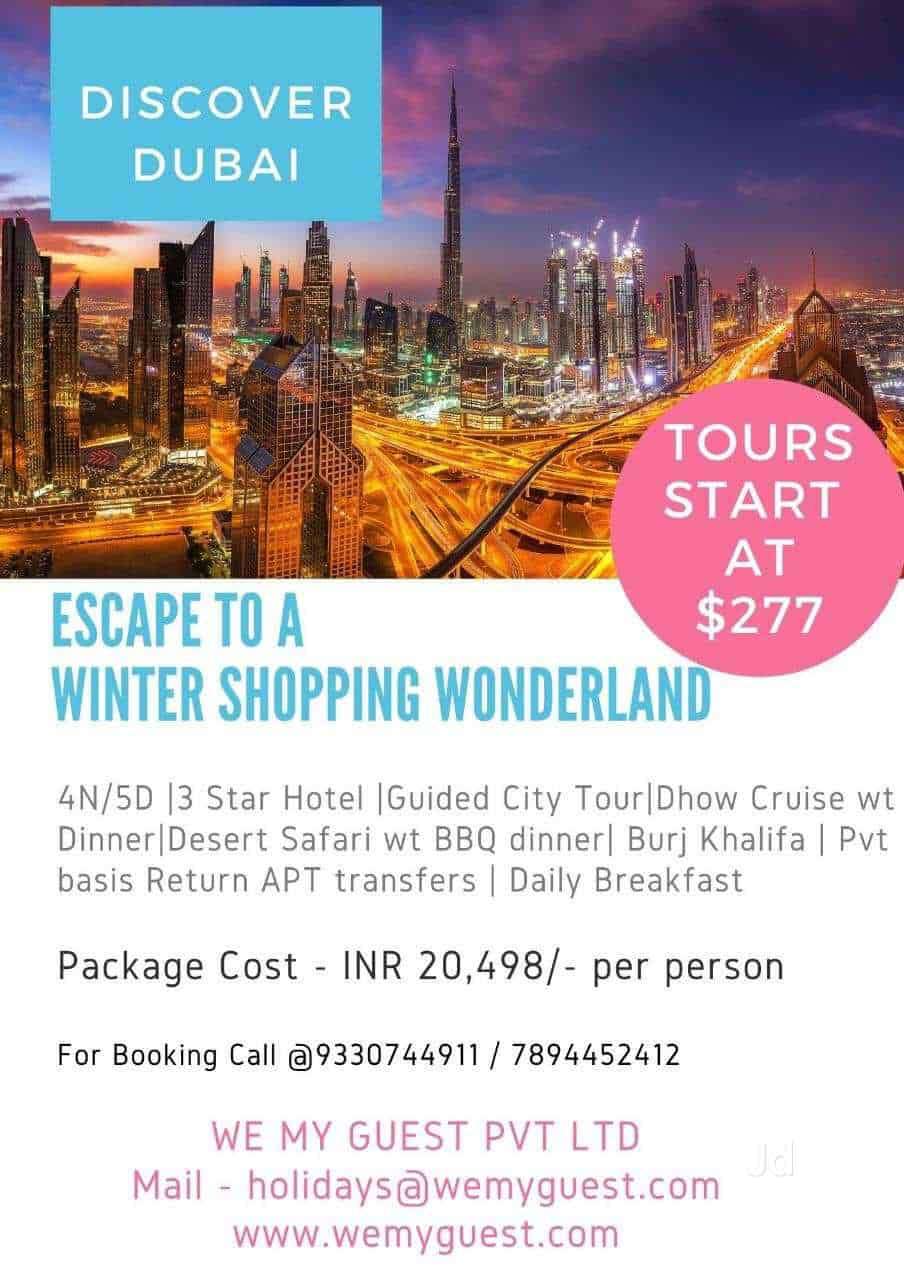 DISCOVER
DUBAI
TOURS
START
AT
$277
ESCAPE TO A
WINTER SHOPPING WONDERLAND
4N/5D |3 Star Hotel |Guided City Tour|Dhow Cruise wt
Dinner|Desert Safari wt BBQ dinner| Burj Khalifa | Pvt
basis Return APT transfers | Daily Breakfast
Package Cost - INR 20,498/- per person
For Booking Call @9330744911 / 7894452412
WE MY GUEST PVT LTD
Jd
Mail - holidays@wemyguest.com
www.wemyguest.com